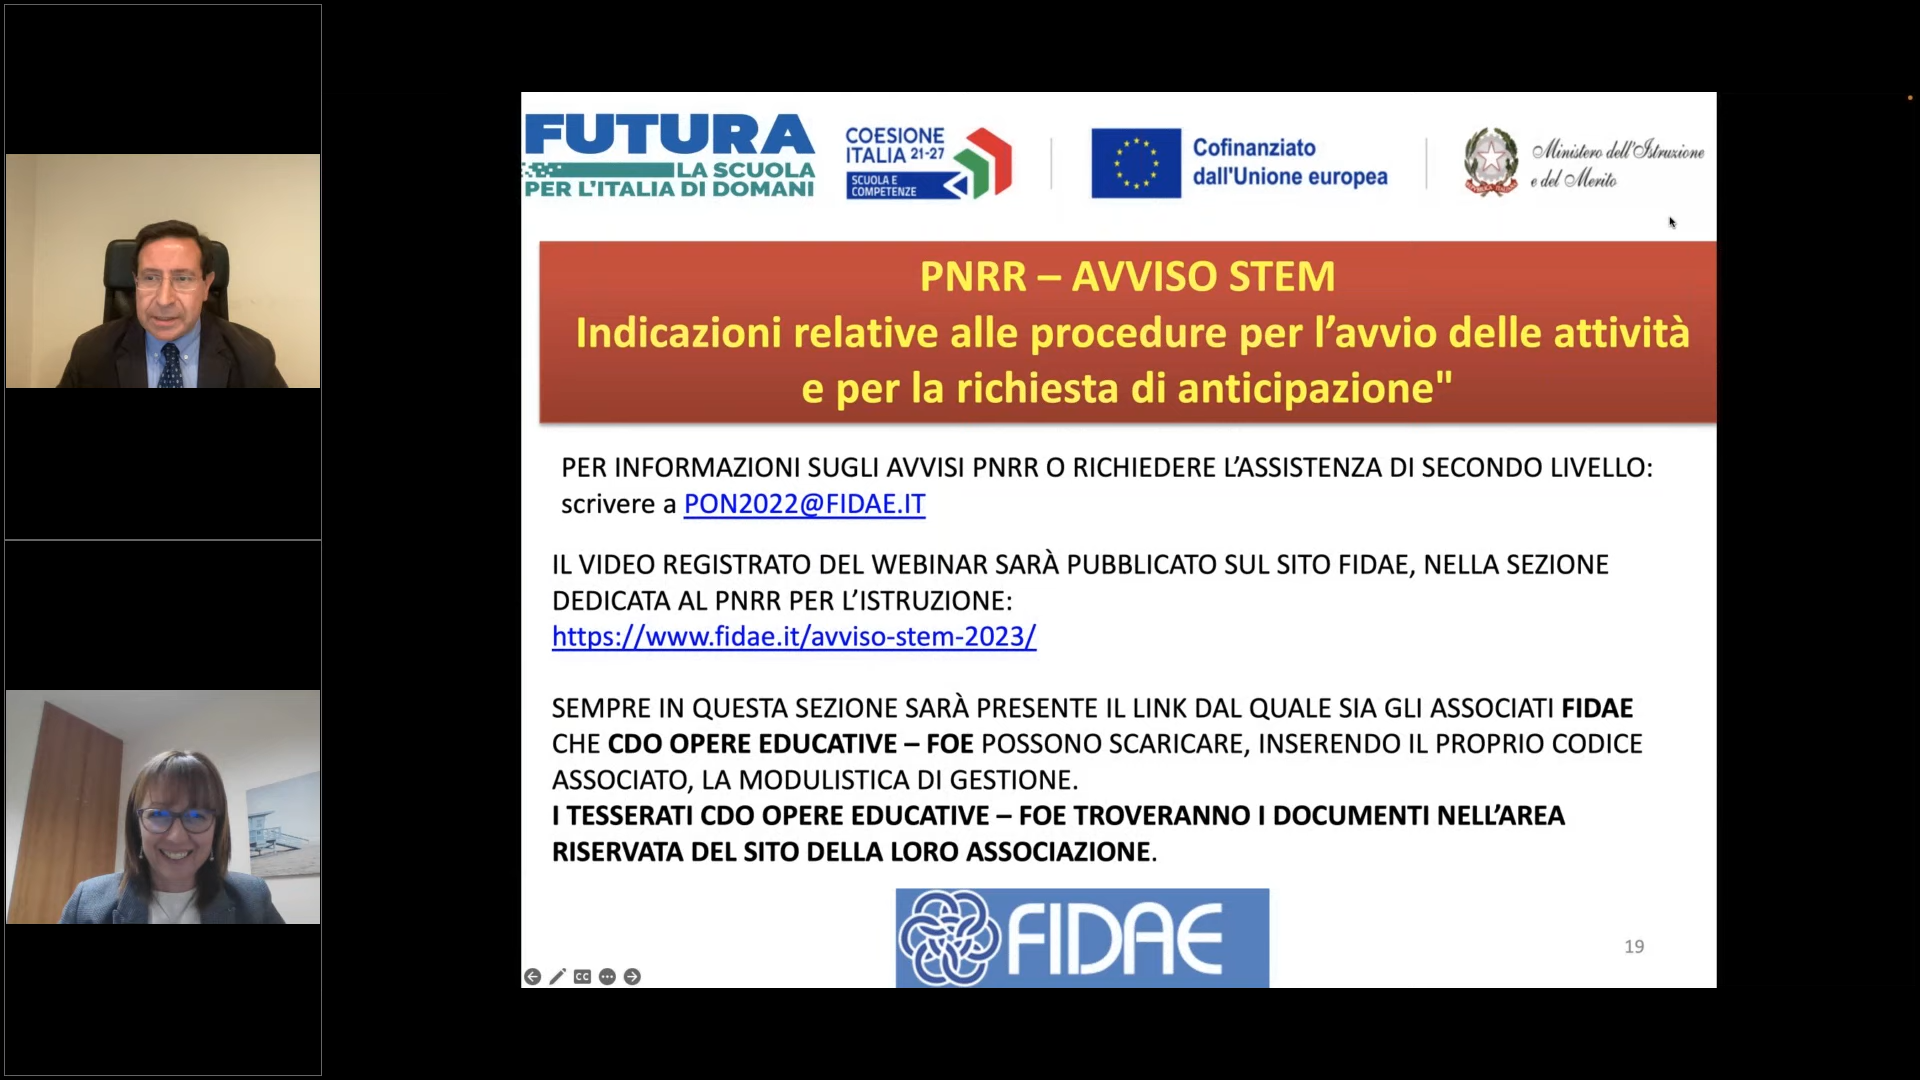 FUTURA
LA SCUOLA
PER L'ITALIA DI DOMANI
COESIONE
ITALIA 21-27
SCUOLA E
COMPETENZE
Cofinanziato
dall'Unione europea
Ministero dell'Istruzione
e del Merito
PNRR – AVVISO STEM
Indicazioni relative alle procedure per l’avvio delle attività
e per la richiesta di anticipazione"
PER INFORMAZIONI SUGLI AVVISI PNRR O RICHIEDERE L’ASSISTENZA DI SECONDO LIVELLO:
scrivere a PON2022@FIDAE.IT
IL VIDEO REGISTRATO DEL WEBINAR SARÀ PUBBLICATO SUL SITO FIDAE, NELLA SEZIONE
DEDICATA AL PNRR PER L’ISTRUZIONE:
https://www.fidae.it/avviso-stem-2023/
SEMPRE IN QUESTA SEZIONE SARÀ PRESENTE IL LINK DAL QUALE SIA GLI ASSOCIATI FIDAE
CHE CDO OPERE EDUCATIVE – FOE POSSONO SCARICARE, INSERENDO IL PROPRIO CODICE
ASSOCIATO, LA MODULISTICA DI GESTIONE.
I TESSERATI CDO OPERE EDUCATIVE – FOE TROVERANNO I DOCUMENTI NELL’AREA
RISERVATA DEL SITO DELLA LORO ASSOCIAZIONE.
FIDAE
19
CC